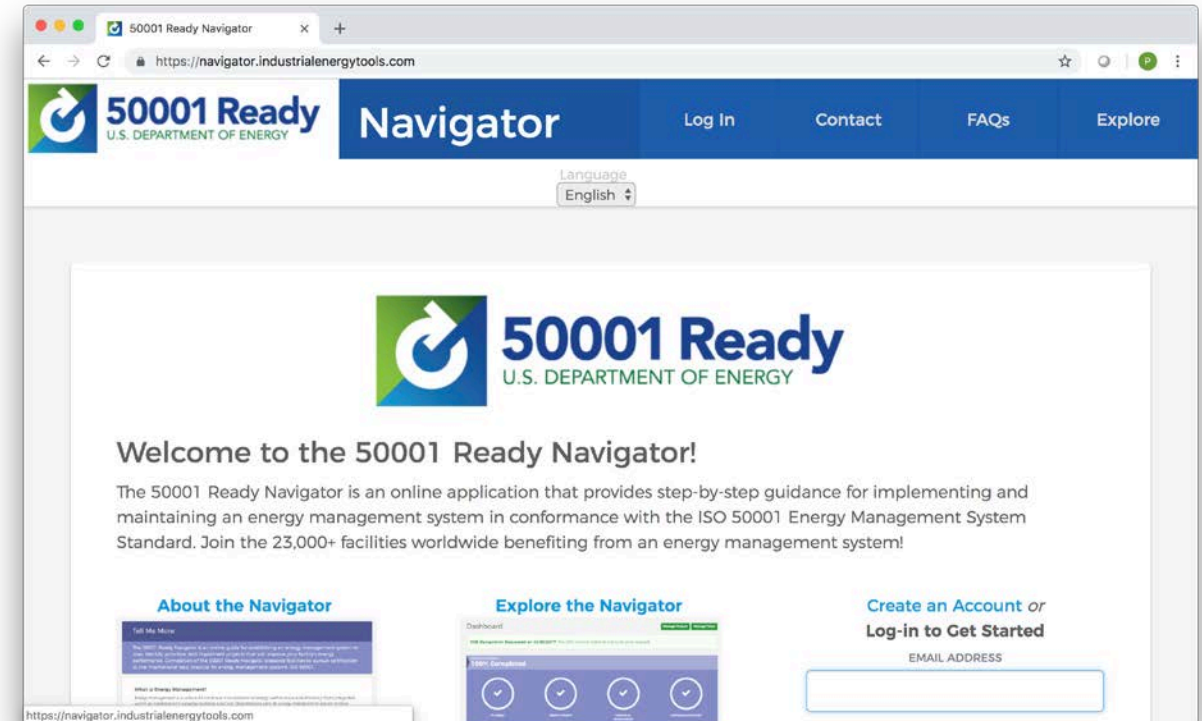 50001 Ready Navigator
https://navigator.industrialenergytools.com
P
50001 Ready
U.S. DEPARTMENT OF ENERGY
Navigator
Log In
Contact
FAQs
Explore
Language
English
50001 Ready
U.S. DEPARTMENT OF ENERGY
Welcome to the 50001 Ready Navigator!
The 50001 Ready Navigator is an online application that provides step-by-step guidance for implementing and
maintaining an energy management system in conformance with the ISO 50001 Energy Management System
Standard. Join the 23,000+ facilities worldwide benefiting from an energy management system!
About the Navigator
Tell Me More
What is Energy Management?
Explore the Navigator
Dashboard
Create an Account or
Log-in to Get Started
EMAIL ADDRESS
https://navigator.industrialenergytools.com